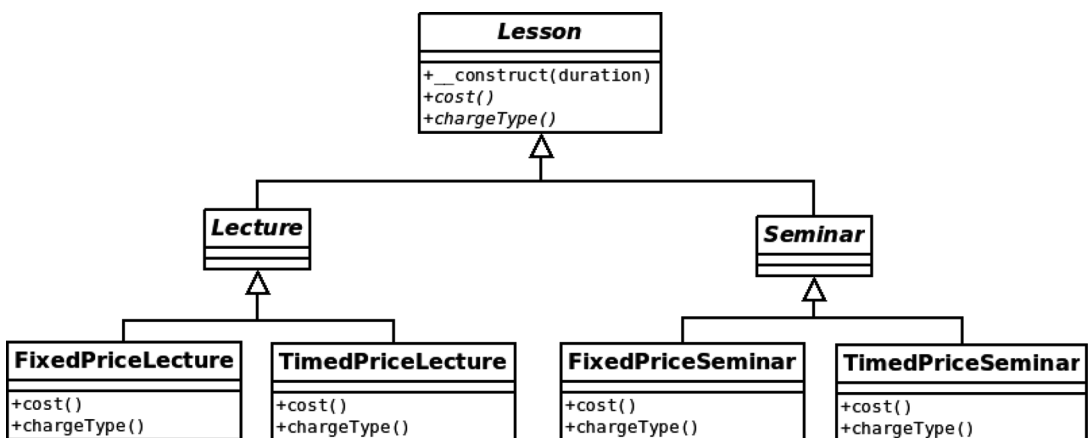 Lesson
+__construct(duration)
+cost()
+chargeType()
Lecture
Seminar
FixedPriceLecture
+cost()
+chargeType()
TimedPriceLecture
+cost()
+chargeType()
FixedPriceSeminar
+cost()
+chargeType()
TimedPriceSeminar
+cost()
+chargeType()